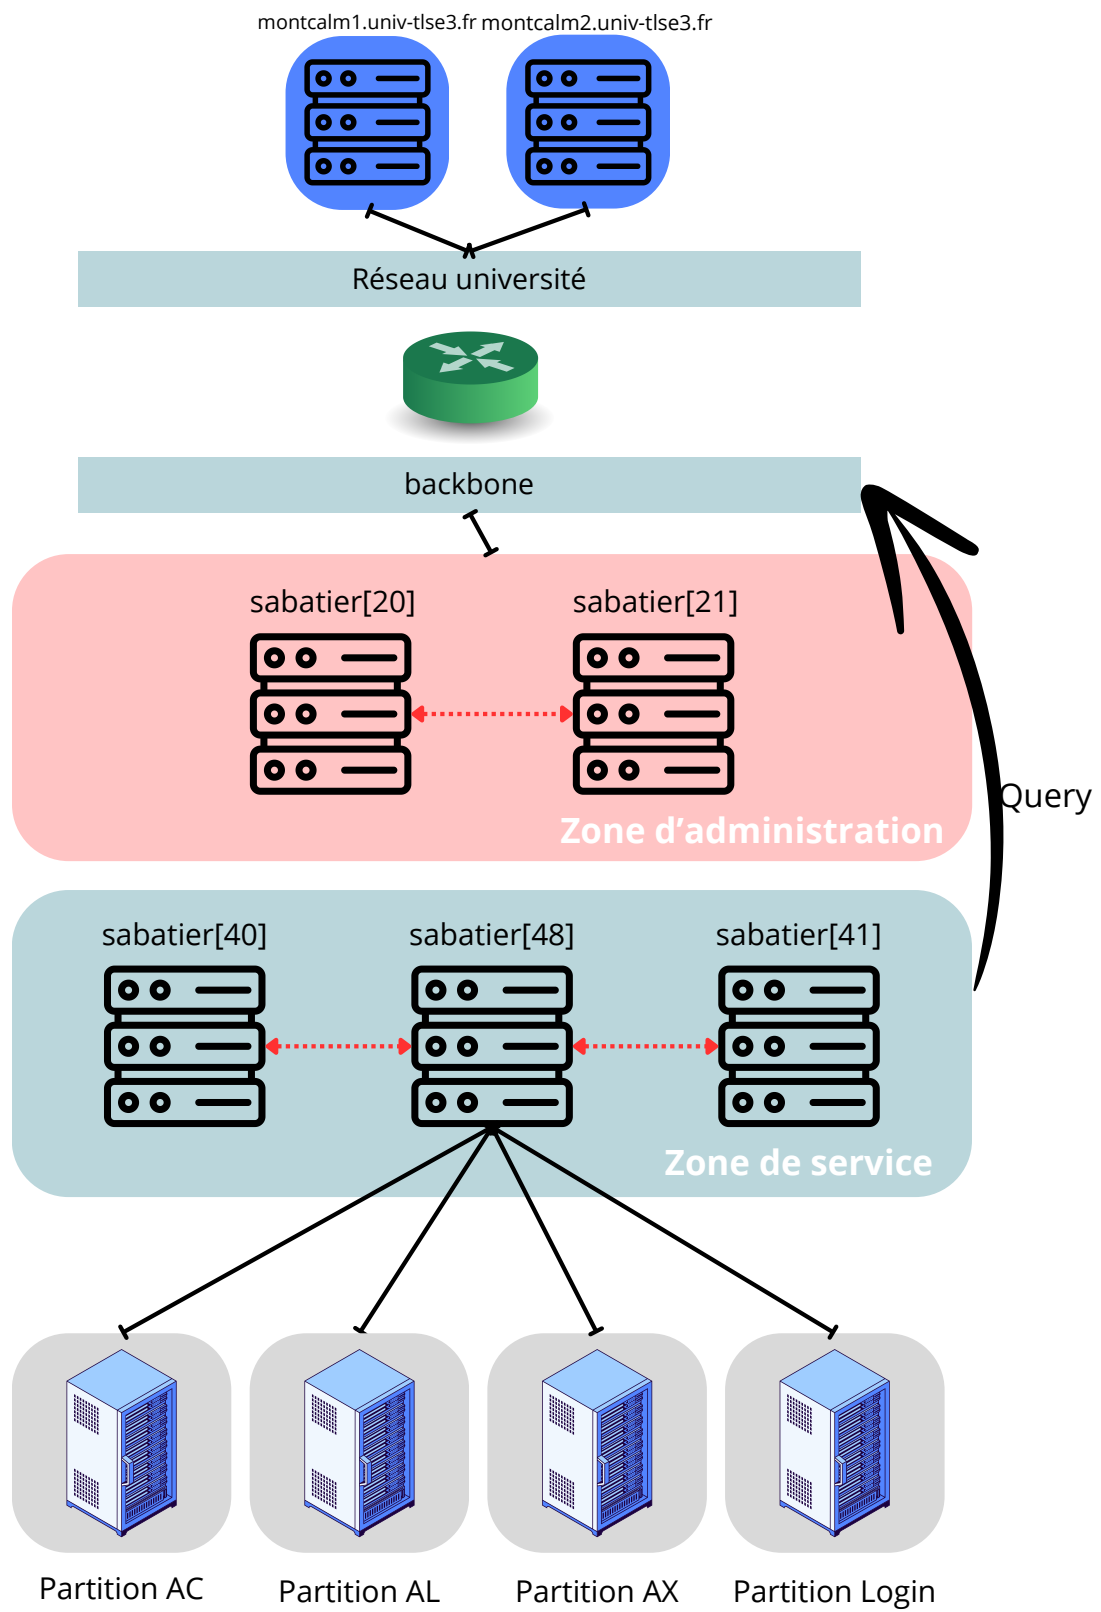 montcalm1.univ-tlse3.fr montcalm2.univ-tlse3.fr
Réseau université
backbone
sabatier[20] sabatier[21]
Query
Zone d’administration
sabatier[40] sabatier[48] sabatier[41]
Zone de service
Partition AC Partition AL Partition AX Partition Login